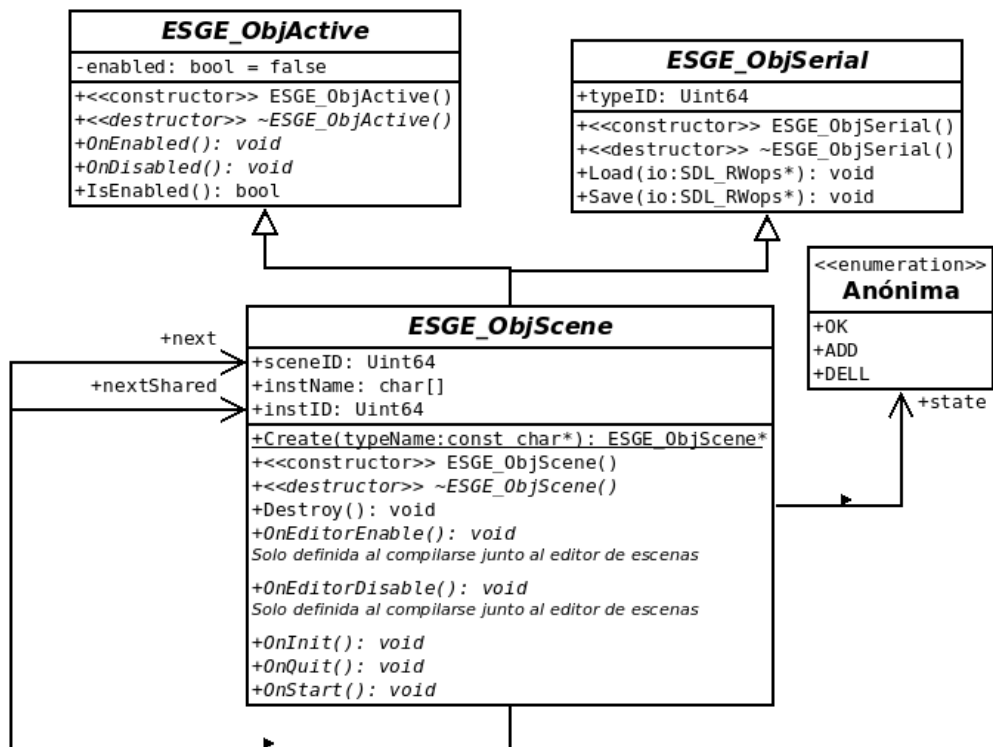 ESGE_ObjActive
-enabled: bool = false
+<<constructor>> ESGE_ObjActive()
+<<destructor>> ~ESGE_ObjActive()
+OnEnabled(): void
+OnDisabled(): void
+IsEnabled(): bool
ESGE_ObjSerial
+typeID: Uint64
+<<constructor>> ESGE_ObjSerial()
+<<destructor>> ~ESGE_ObjSerial()
+Load(io:SDL_RWops*): void
+Save(io:SDL_RWops*): void
<<enumeration>>
Anónima
+OK
+ADD
+DELL
+state
+next
+nextShared
ESGE_ObjScene
+sceneID: Uint64
+instName: char[]
+instID: Uint64
+Create(typeName:const char*): ESGE_ObjScene*
+<<constructor>> ESGE_ObjScene()
+<<destructor>> ~ESGE_ObjScene()
+Destroy(): void
+OnEditorEnable(): void
Solo definida al compilarse junto al editor de escenas
+OnEditorDisable(): void
Solo definida al compilarse junto al editor de escenas
+OnInit(): void
+OnQuit(): void
+OnStart(): void